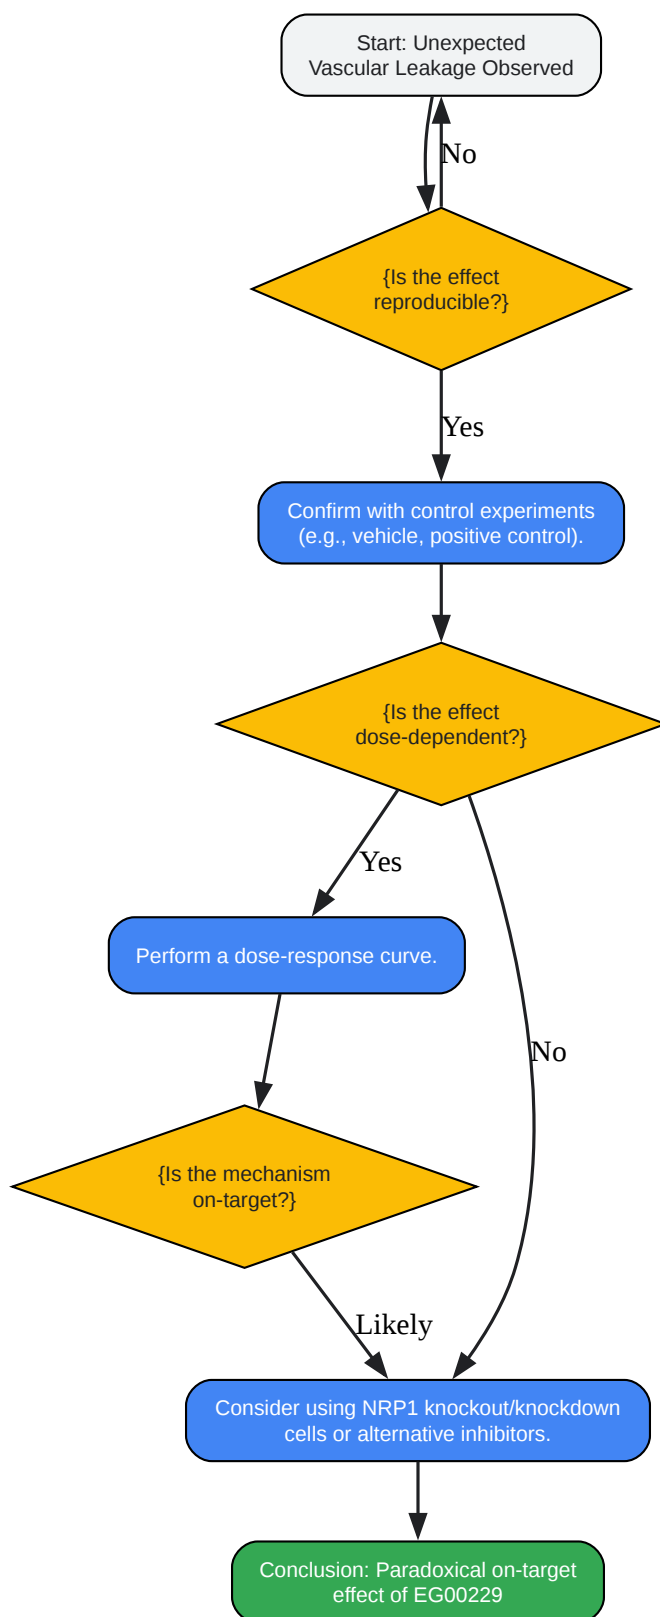 Start: Unexpected
Vascular Leakage Observed
No
{Is the effect
reproducible?}
Yes
Confirm with control experiments
(e.g., vehicle, positive control).
{Is the effect
dose-dependent?}
Yes
Perform a dose-response curve.
No
{Is the mechanism
on-target?}
Likely
Consider using NRP1 knockout/knockdown
cells or alternative inhibitors.
Conclusion: Paradoxical on-target
effect of EG00229